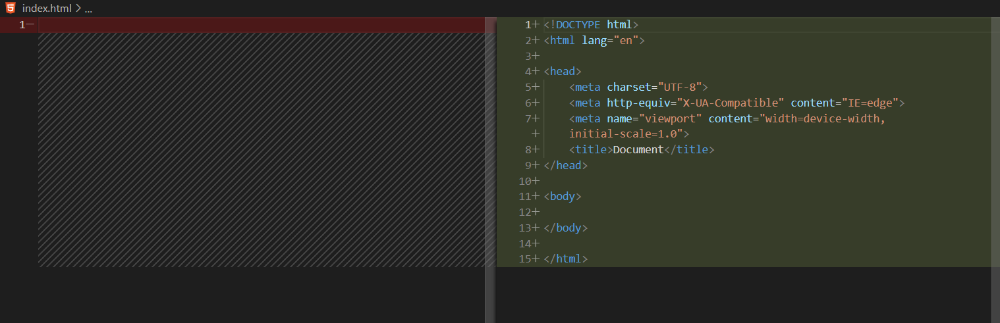 index.html > ...
1−
1+ <!DOCTYPE html>
2+ <html lang="en">
3+
4+ <head>
5+     <meta charset="UTF-8">
6+     <meta http-equiv="X-UA-Compatible" content="IE=edge">
7+     <meta name="viewport" content="width=device-width,
+     initial-scale=1.0">
8+     <title>Document</title>
9+ </head>
10+
11+ <body>
12+
13+ </body>
14+
15+ </html>